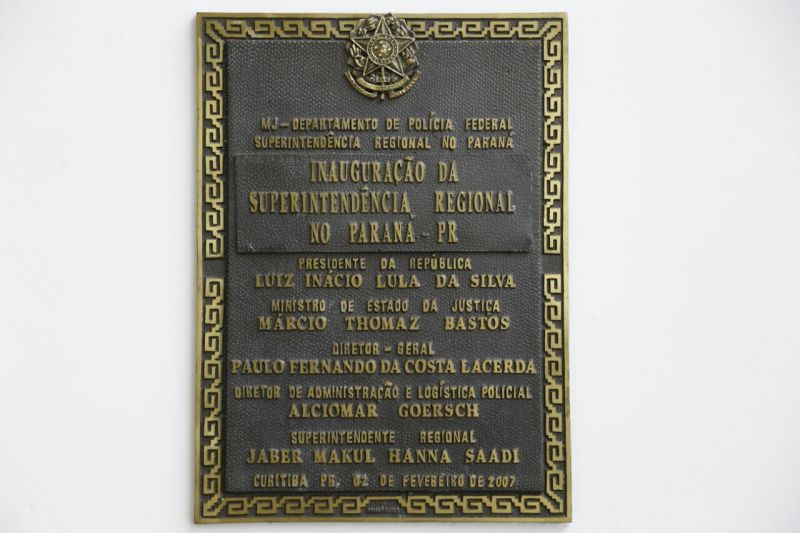 MJ - DEPARTAMENTO DE POLÍCIA FEDERAL
SUPERINTENDÊNCIA REGIONAL NO PARANÁ
INAUGURAÇÃO DA
SUPERINTENDÊNCIA REGIONAL
NO PARANÁ - PR
PRESIDENTE DA REPÚBLICA
LUIZ INÁCIO LULA DA SILVA
MINISTRO DE ESTADO DA JUSTIÇA
MÁRCIO THOMAZ BASTOS
DIRETOR - GERAL
PAULO FERNANDO DA COSTA LACERDA
DIRETOR DE ADMINISTRAÇÃO E LOGÍSTICA POLICIAL
ALCIOMAR GOERSCH
SUPERINTENDENTE REGIONAL
JABER MAKUL HANNA SAADI
CURITIBA PR, 02 DE FEVEREIRO DE 2007